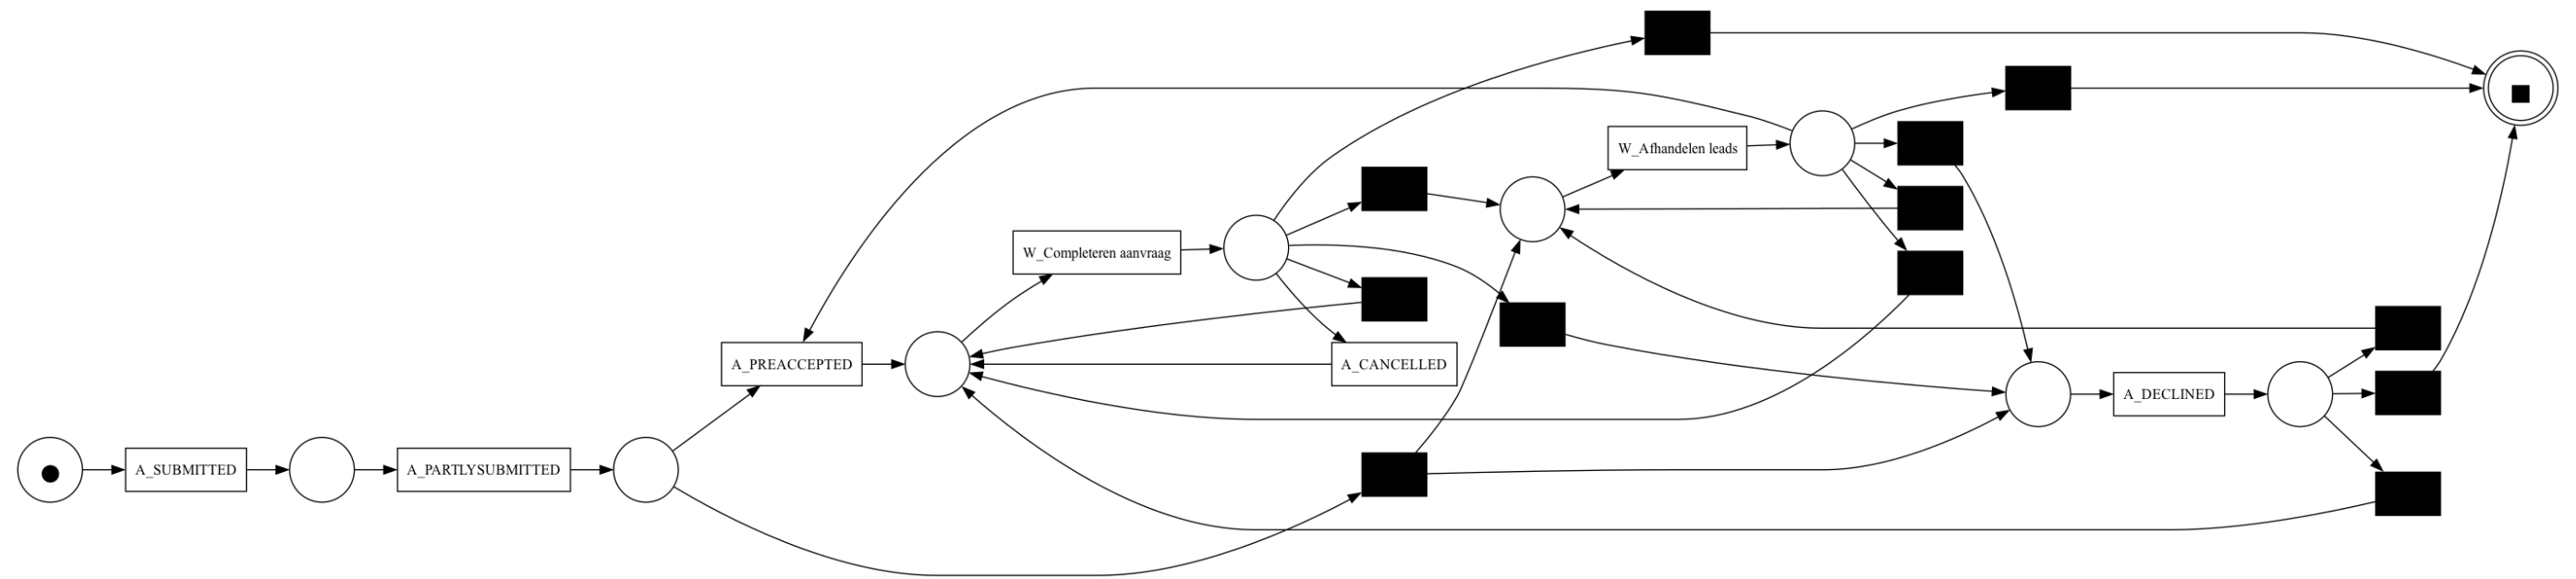 A_SUBMITTED
A_PARTLYSUBMITTED
A_PREACCEPTED
W_Completeren aanvraag
A_CANCELLED
W_Afhandelen leads
A_DECLINED